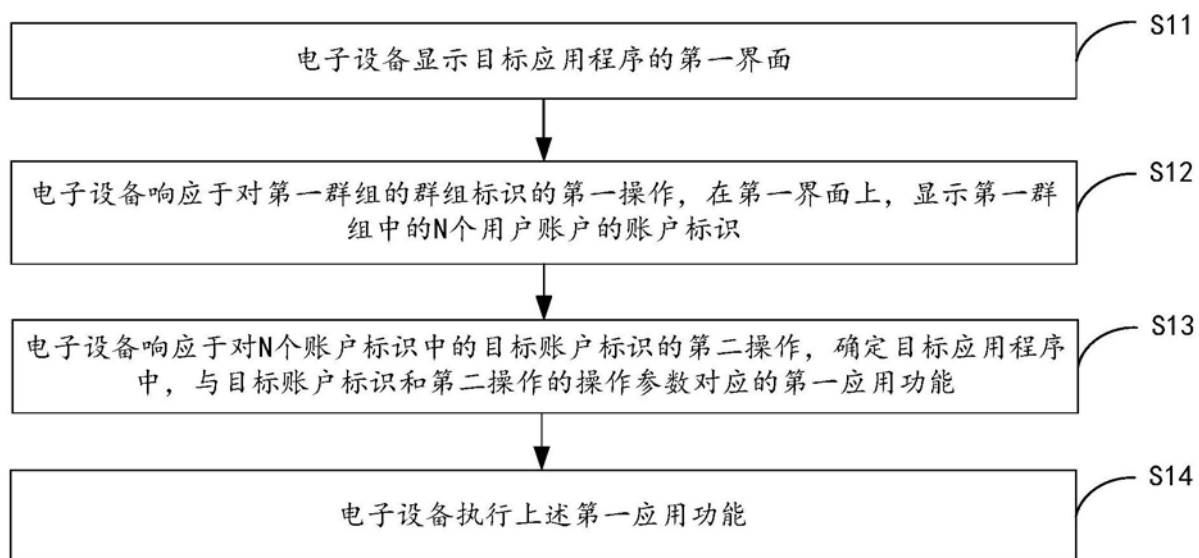 S11
电子设备显示目标应用程序的第一界面
S12
电子设备响应于对第一群组的群组标识的第一操作，在第一界面上，显示第一群
组中的N个用户账户的账户标识
S13
电子设备响应于对N个账户标识中的目标账户标识的第二操作，确定目标应用程序
中，与目标账户标识和第二操作的操作参数对应的第一应用功能
S14
电子设备执行上述第一应用功能